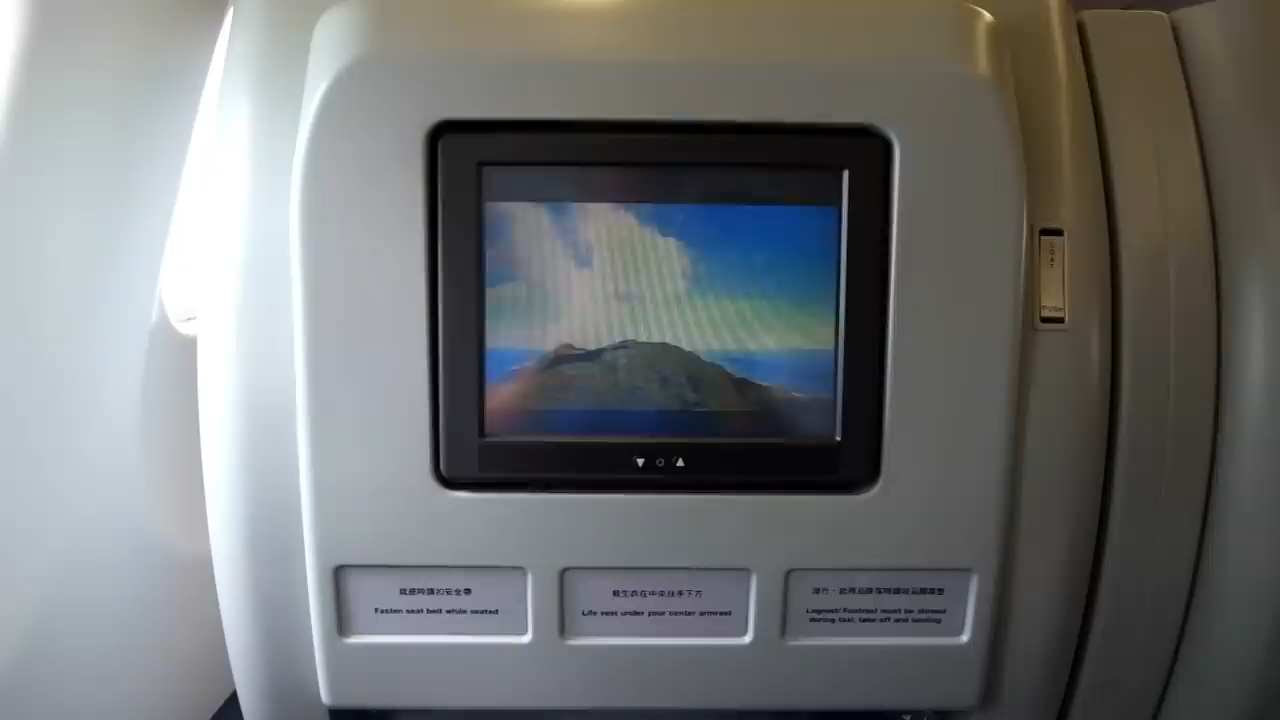 就座時請扣安全帶
Fasten seat belt while seated
救生衣在中央扶手下方
Life vest under your center armrest
Legrest/Footrest must be stowed
during taxi, take-off and landing